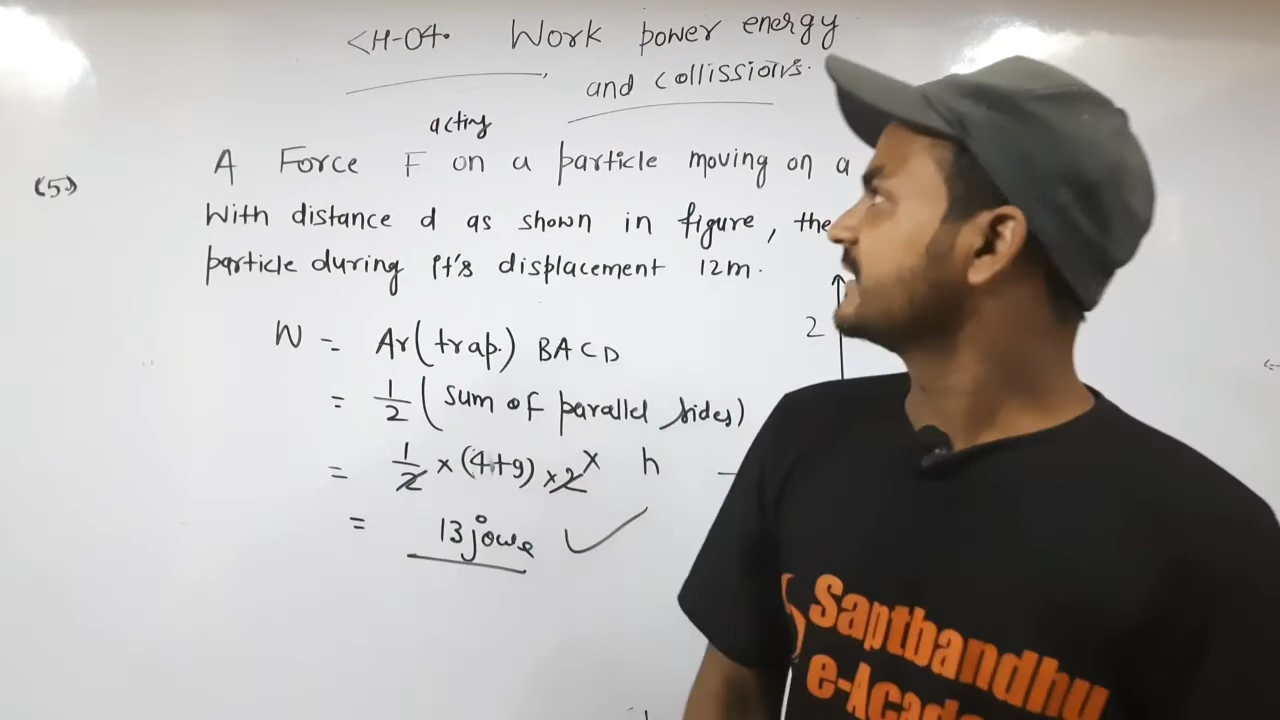 CH-04. Work power energy
and collissions.
acting
(5) A Force F on a particle moving on a
With distance d as shown in figure, the
particle during it's displacement 12m.
2
W = Ar(trap.) BACD
= 1/2 (sum of parallel sides)
= 1/2 × (4+9) × 2 × h
= 13 joule ✓
Saptbandhu
e-Acad